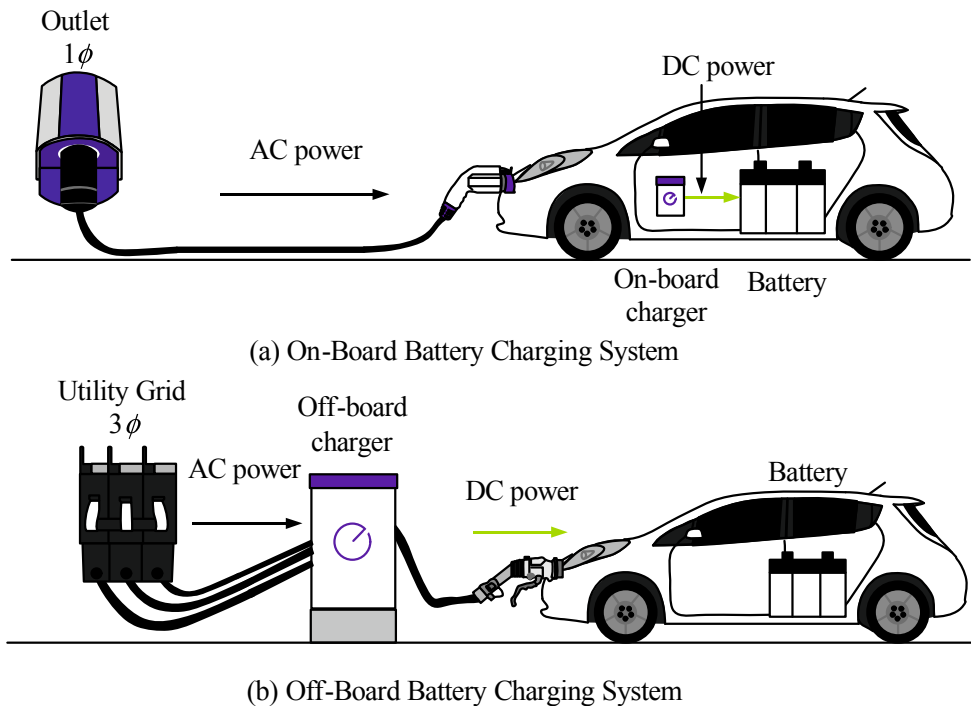 Outlet
1ϕ
AC power
DC power
On-board
charger
Battery
(a) On-Board Battery Charging System
Utility Grid
3ϕ
AC power
Off-board
charger
DC power
Battery
(b) Off-Board Battery Charging System